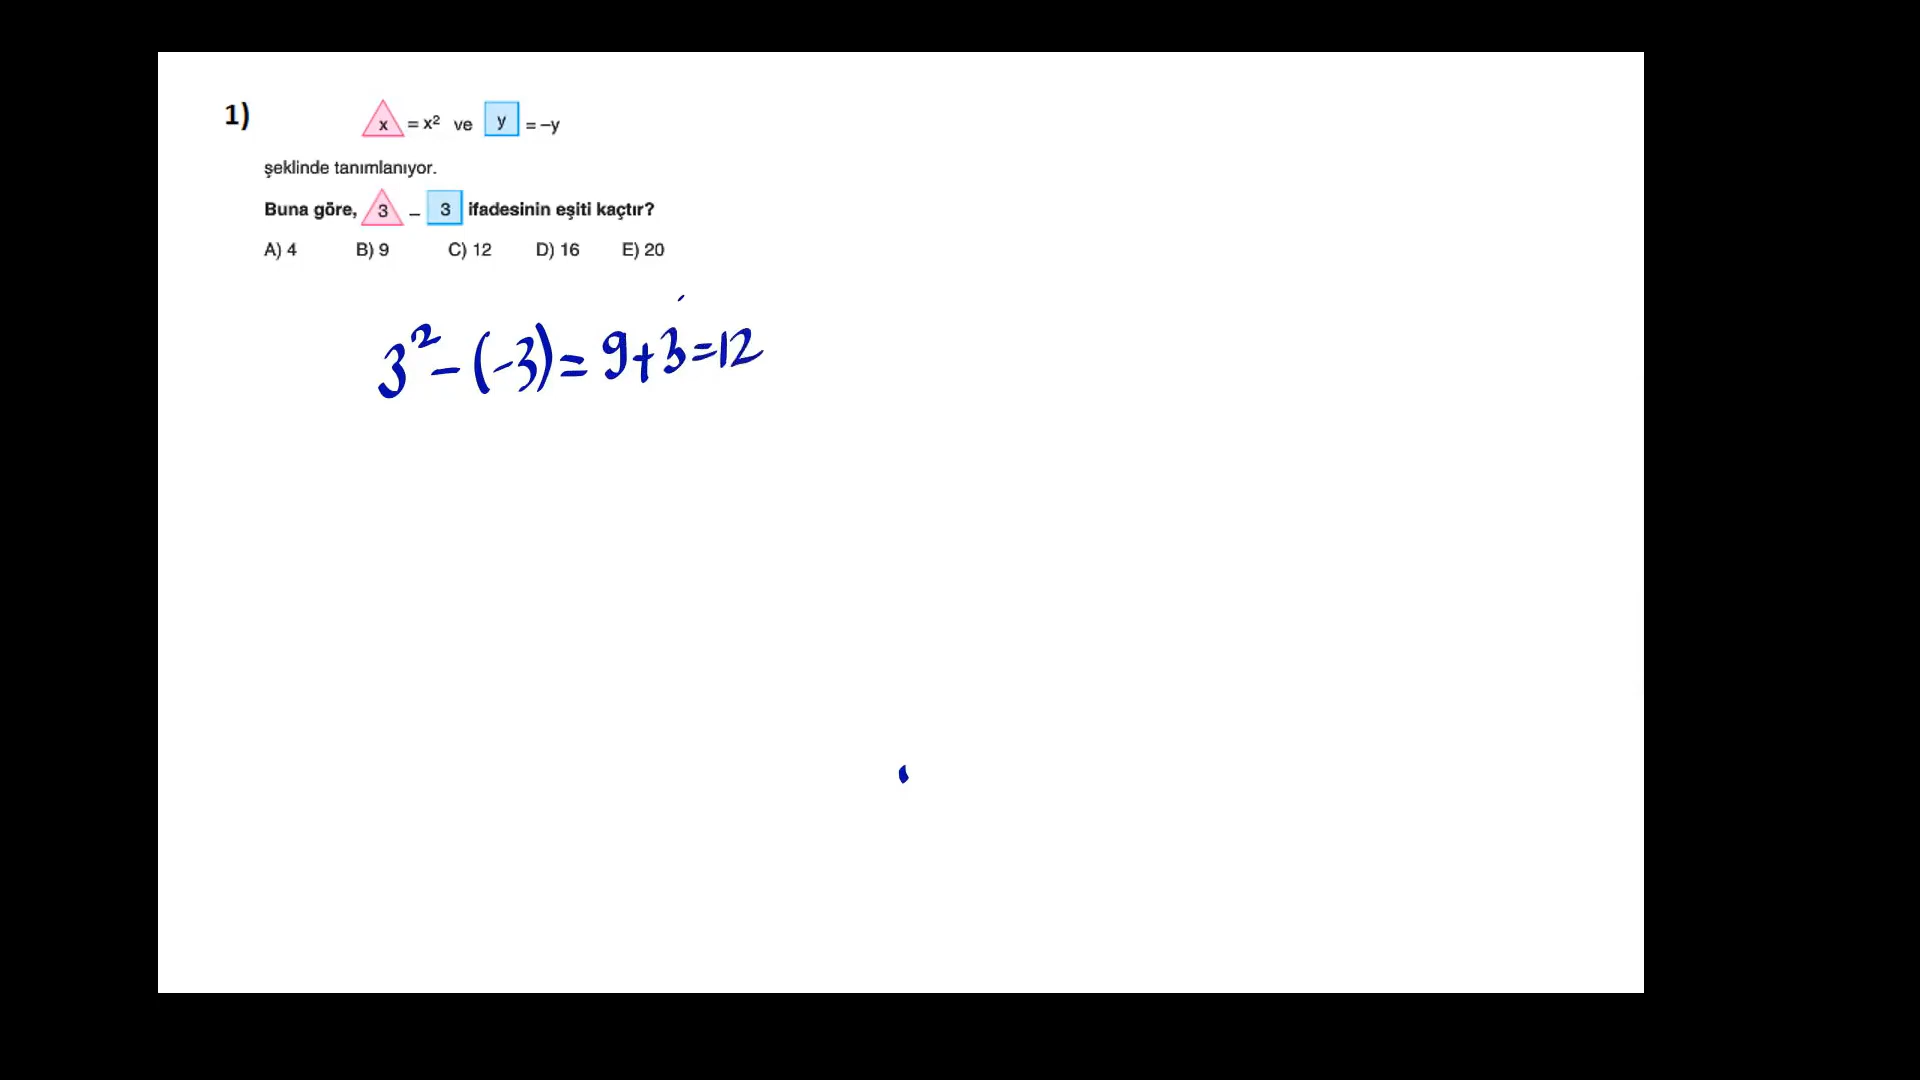 1) x = x² ve y = –y
şeklinde tanımlanıyor.
Buna göre, 3 – 3 ifadesinin eşiti kaçtır?
A) 4 B) 9 C) 12 D) 16 E) 20
3² – (–3) = 9+3 = 12